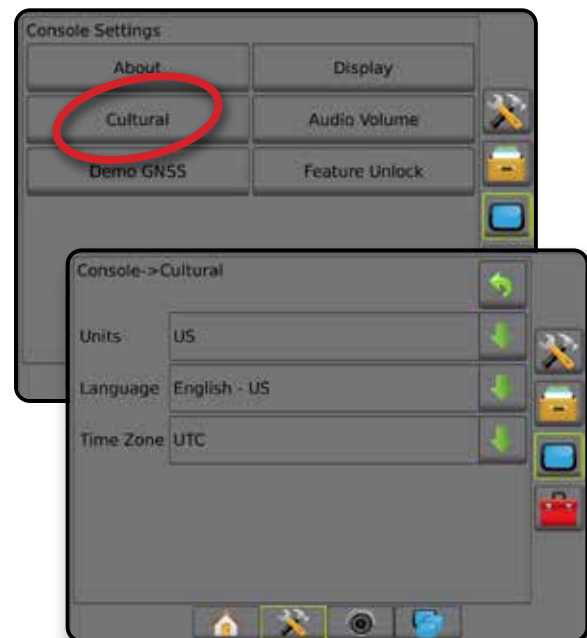 Console Settings
About Display
Cultural Audio Volume
Demo GNSS Feature Unlock
Console->Cultural
Units US
Language English - US
Time Zone UTC